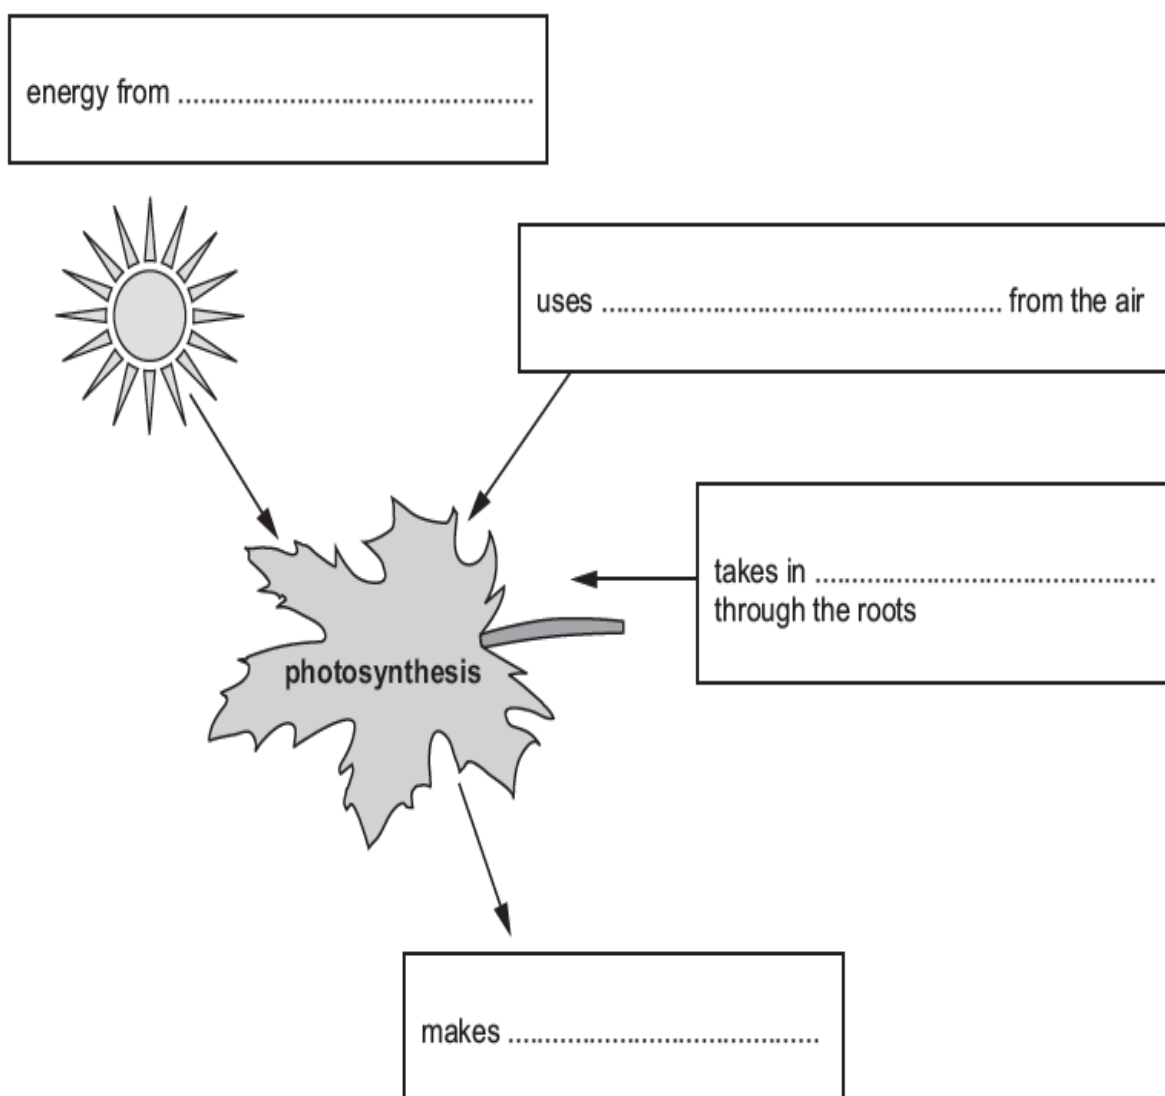 energy from ................................................
uses ...................................................... from the air
takes in ..............................................
through the roots
photosynthesis
makes ..........................................